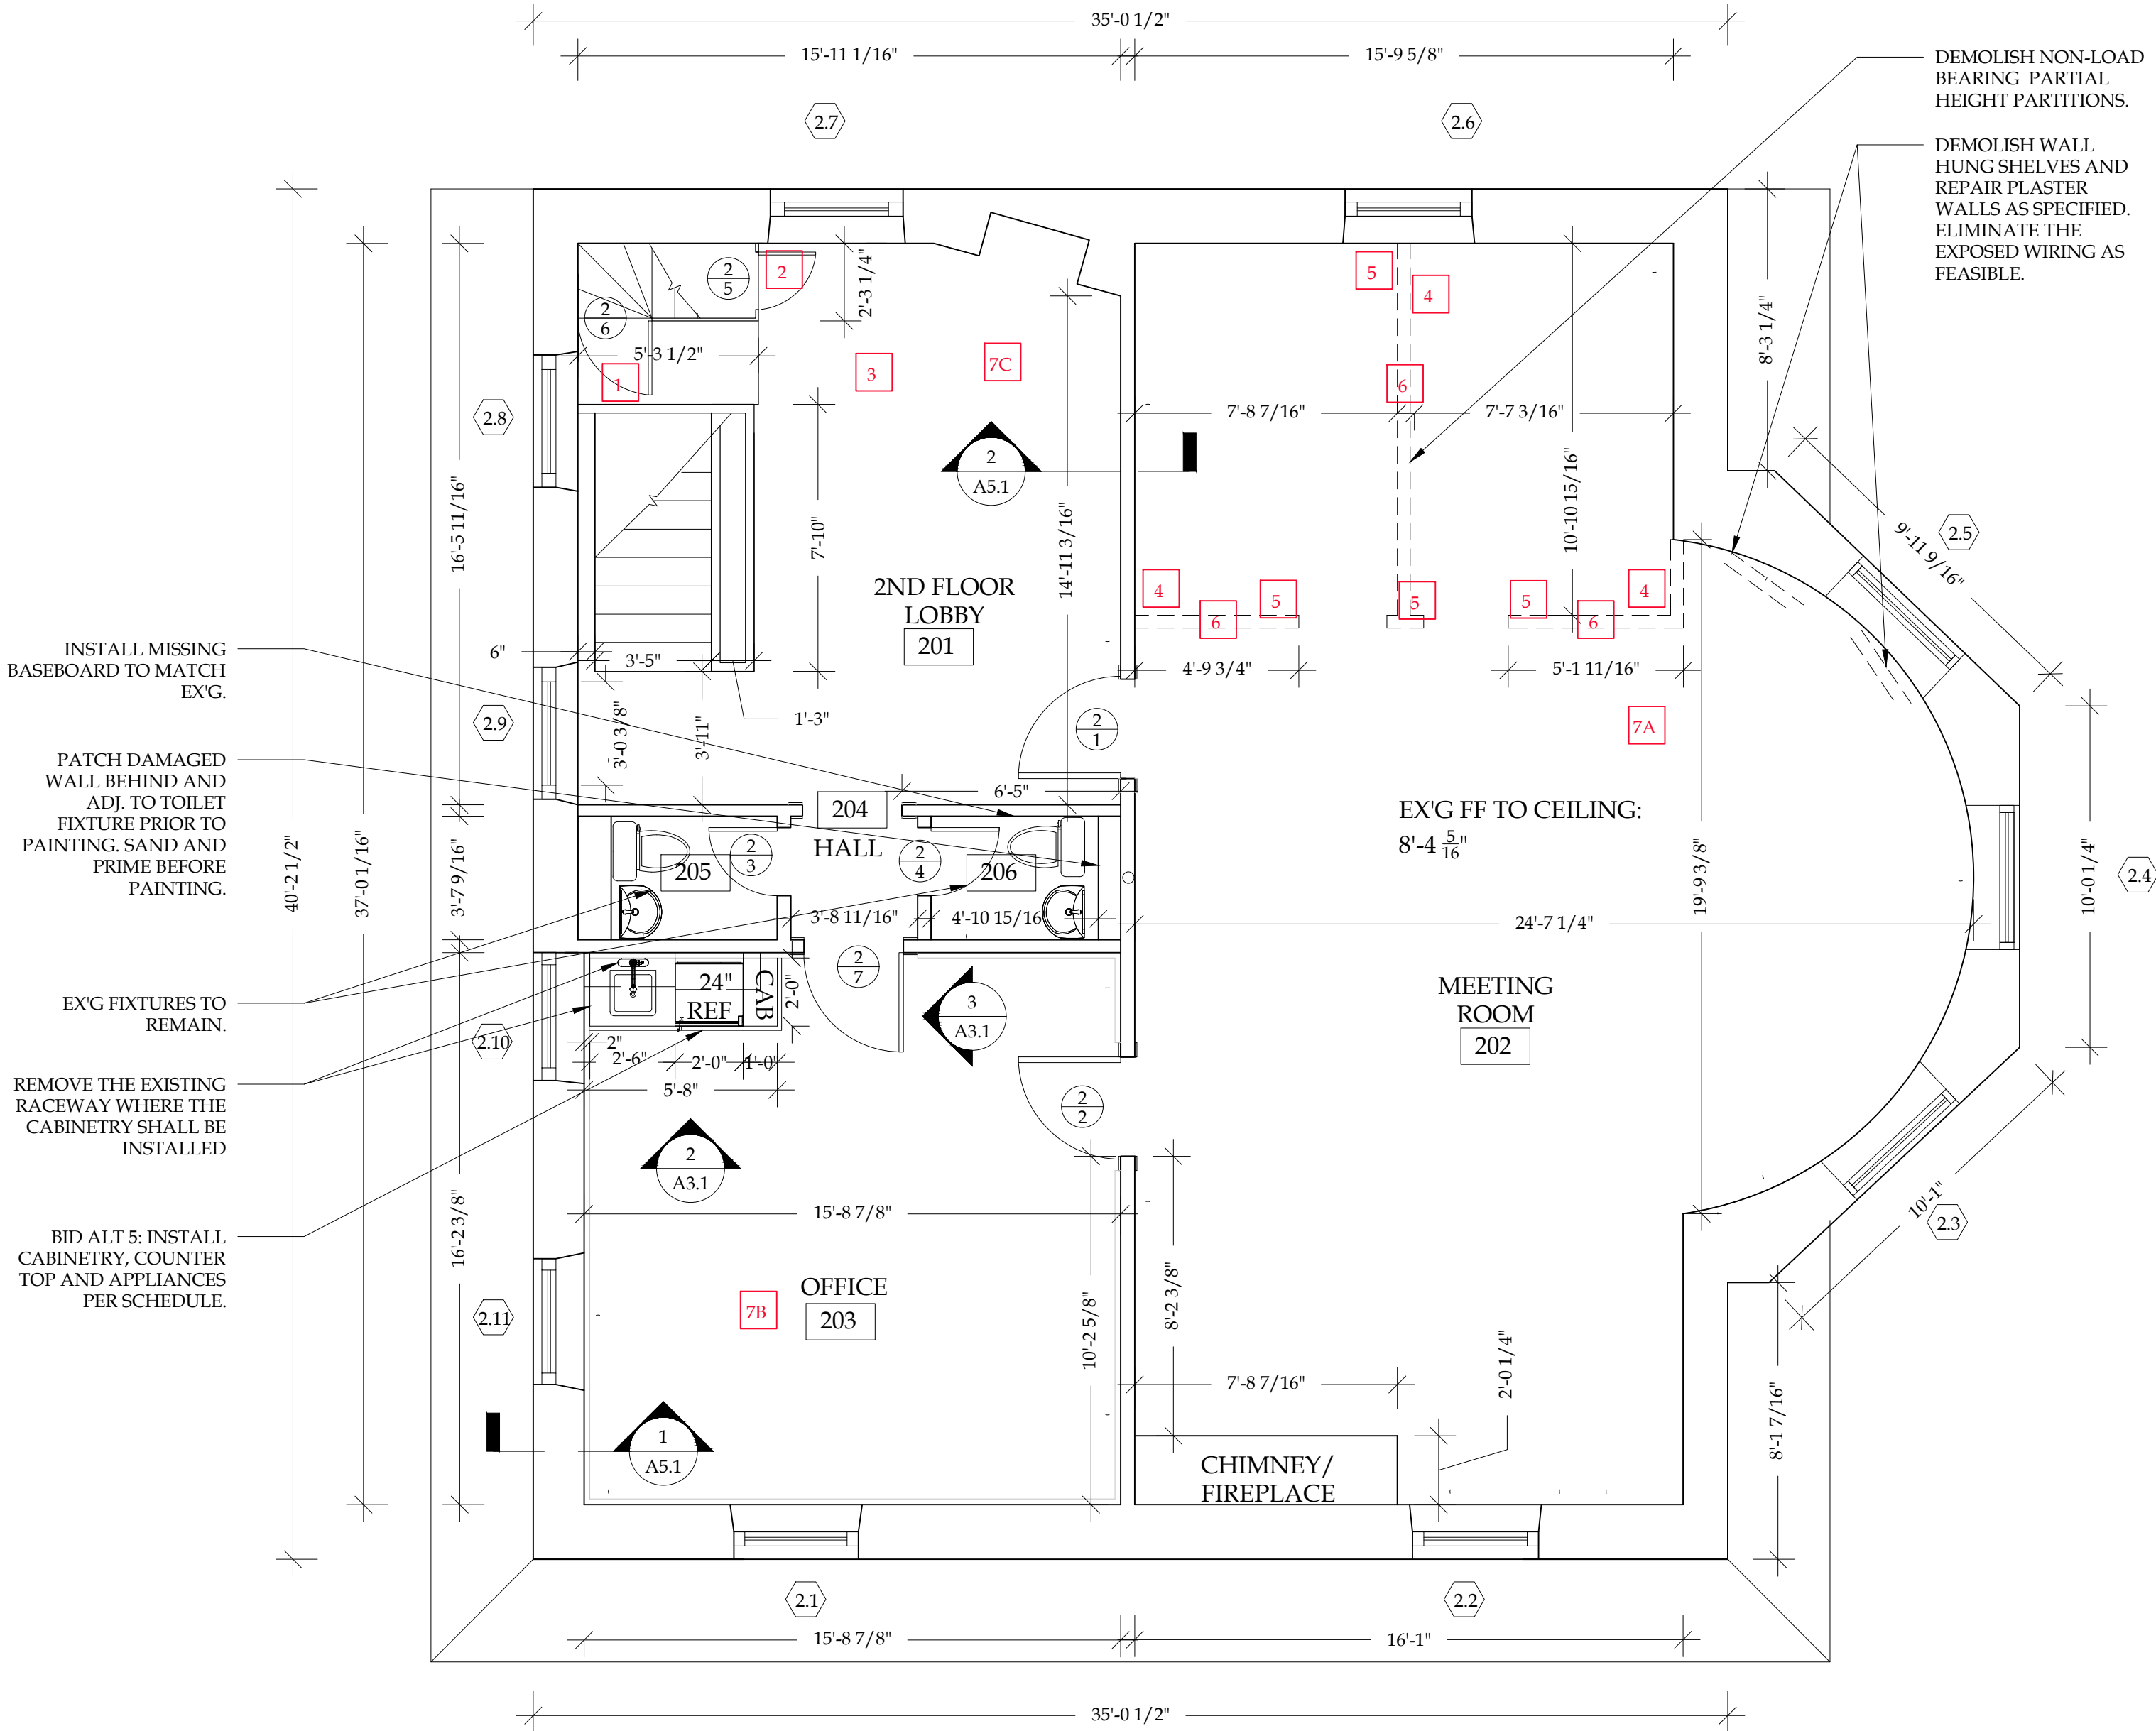 35'-0 1/2"
15'-11 1/16"
15'-9 5/8"
2.7
2.6
DEMOLISH NON-LOAD
BEARING PARTIAL
HEIGHT PARTITIONS.
DEMOLISH WALL
HUNG SHELVES AND
REPAIR PLASTER
WALLS AS SPECIFIED.
ELIMINATE THE
EXPOSED WIRING AS
FEASIBLE.
2
5
2
2'-3 1/4"
5
4
2
6
5'-3 1/2"
1
3
7C
6
8'-3 1/4"
2.8
7'-8 7/16"
7'-7 3/16"
2
A5.1
16'-5 11/16"
7'-10"
14'-11 3/16"
10'-10 15/16"
9'-11 9/16"
2.5
2ND FLOOR
LOBBY
201
4
5
6
5
5
4
6
INSTALL MISSING
BASEBOARD TO MATCH
EX'G.
6"
3'-5"
4'-9 3/4"
5'-1 11/16"
2.9
3'-0 3/8"
3'-11"
1'-3"
2
1
7A
PATCH DAMAGED
WALL BEHIND AND
ADJ. TO TOILET
FIXTURE PRIOR TO
PAINTING. SAND AND
PRIME BEFORE
PAINTING.
6'-5"
204
HALL
EX'G FF TO CEILING:
8'-4 5/16"
40'-2 1/2"
37'-0 1/16"
3'-7 9/16"
205
2
3
2
4
206
19'-9 3/8"
10'-0 1/4"
2.4
3'-8 11/16"
4'-10 15/16"
24'-7 1/4"
EX'G FIXTURES TO
REMAIN.
24"
REF
CAB
2'-0"
2
7
3
A3.1
MEETING
ROOM
202
2.10
2"
2'-6"
2'-0"
1'-0"
5'-8"
REMOVE THE EXISTING
RACEWAY WHERE THE
CABINETRY SHALL BE
INSTALLED
2
2
2
A3.1
16'-2 3/8"
15'-8 7/8"
10'-1"
2.3
BID ALT 5: INSTALL
CABINETRY, COUNTER
TOP AND APPLIANCES
PER SCHEDULE.
OFFICE
203
7B
2.11
10'-2 5/8"
8'-2 3/8"
7'-8 7/16"
2'-0 1/4"
8'-1 7/16"
1
A5.1
CHIMNEY/
FIREPLACE
2.1
2.2
15'-8 7/8"
16'-1"
35'-0 1/2"